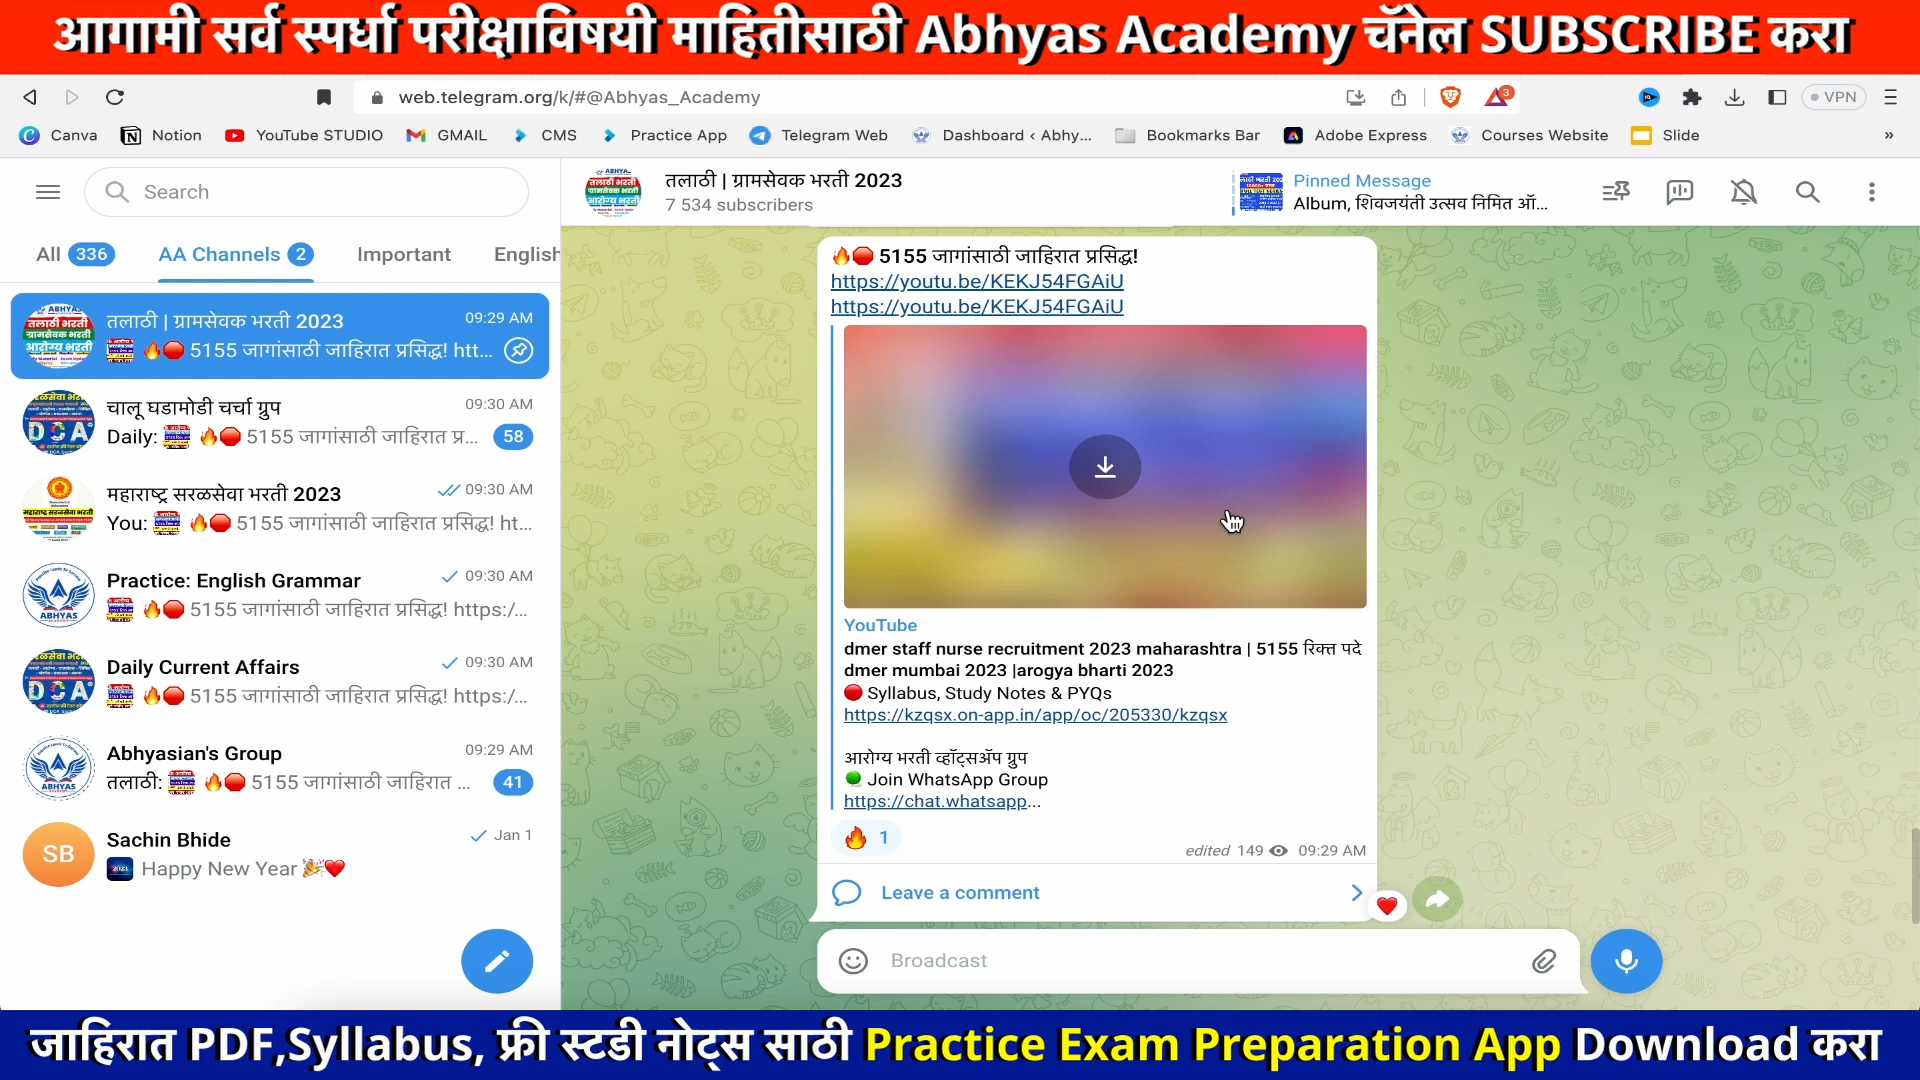 आगामी सर्व स्पर्धा परीक्षाविषयी माहितीसाठी Abhyas Academy चॅनेल SUBSCRIBE करा
web.telegram.org/k/#@Abhyas_Academy
3
VPN
Canva
Notion
YouTube STUDIO
GMAIL
CMS
Practice App
Telegram Web
Dashboard < Abhy...
Bookmarks Bar
Adobe Express
Courses Website
Slide
»
Search
All 336
AA Channels 2
Important
English
तलाठी | ग्रामसेवक भरती 2023
09:29 AM
🔥🛑 5155 जागांसाठी जाहिरात प्रसिद्ध! htt...
चालू घडामोडी चर्चा ग्रुप
09:30 AM
Daily: 🔥🛑 5155 जागांसाठी जाहिरात प्र...
58
महाराष्ट्र सरळसेवा भरती 2023
09:30 AM
You: 🔥🛑 5155 जागांसाठी जाहिरात प्रसिद्ध! ht...
Practice: English Grammar
09:30 AM
🔥🛑 5155 जागांसाठी जाहिरात प्रसिद्ध! https:/...
Daily Current Affairs
09:30 AM
🔥🛑 5155 जागांसाठी जाहिरात प्रसिद्ध! https:/...
Abhyasian's Group
09:29 AM
तलाठी: 🔥🛑 5155 जागांसाठी जाहिरात ...
41
SB
Sachin Bhide
Jan 1
Happy New Year 🎉❤️
तलाठी | ग्रामसेवक भरती 2023
7 534 subscribers
Pinned Message
Album, शिवजयंती उत्सव निमित ऑ...
🔥🛑 5155 जागांसाठी जाहिरात प्रसिद्ध!
https://youtu.be/KEKJ54FGAiU
https://youtu.be/KEKJ54FGAiU
YouTube
dmer staff nurse recruitment 2023 maharashtra | 5155 रिक्त पदे
dmer mumbai 2023 |arogya bharti 2023
🔴 Syllabus, Study Notes & PYQs
https://kzqsx.on-app.in/app/oc/205330/kzqsx
आरोग्य भरती व्हॉट्सॲप ग्रुप
🟢 Join WhatsApp Group
https://chat.whatsapp...
🔥 1
edited 149 09:29 AM
Leave a comment
Broadcast
जाहिरात PDF,Syllabus, फ्री स्टडी नोट्स साठी Practice Exam Preparation App Download करा